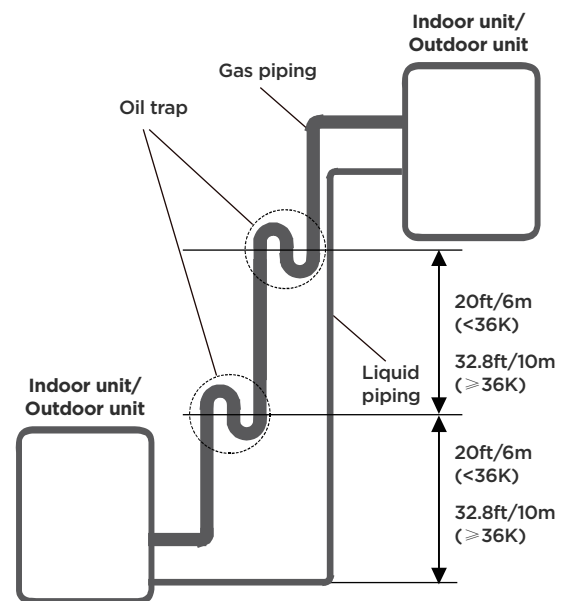 Indoor unit/
Outdoor unit
Gas piping
Oil trap
20ft/6m
(<36K)
32.8ft/10m
(⩾36K)
Liquid
piping
Indoor unit/
Outdoor unit
20ft/6m
(<36K)
32.8ft/10m
(⩾36K)